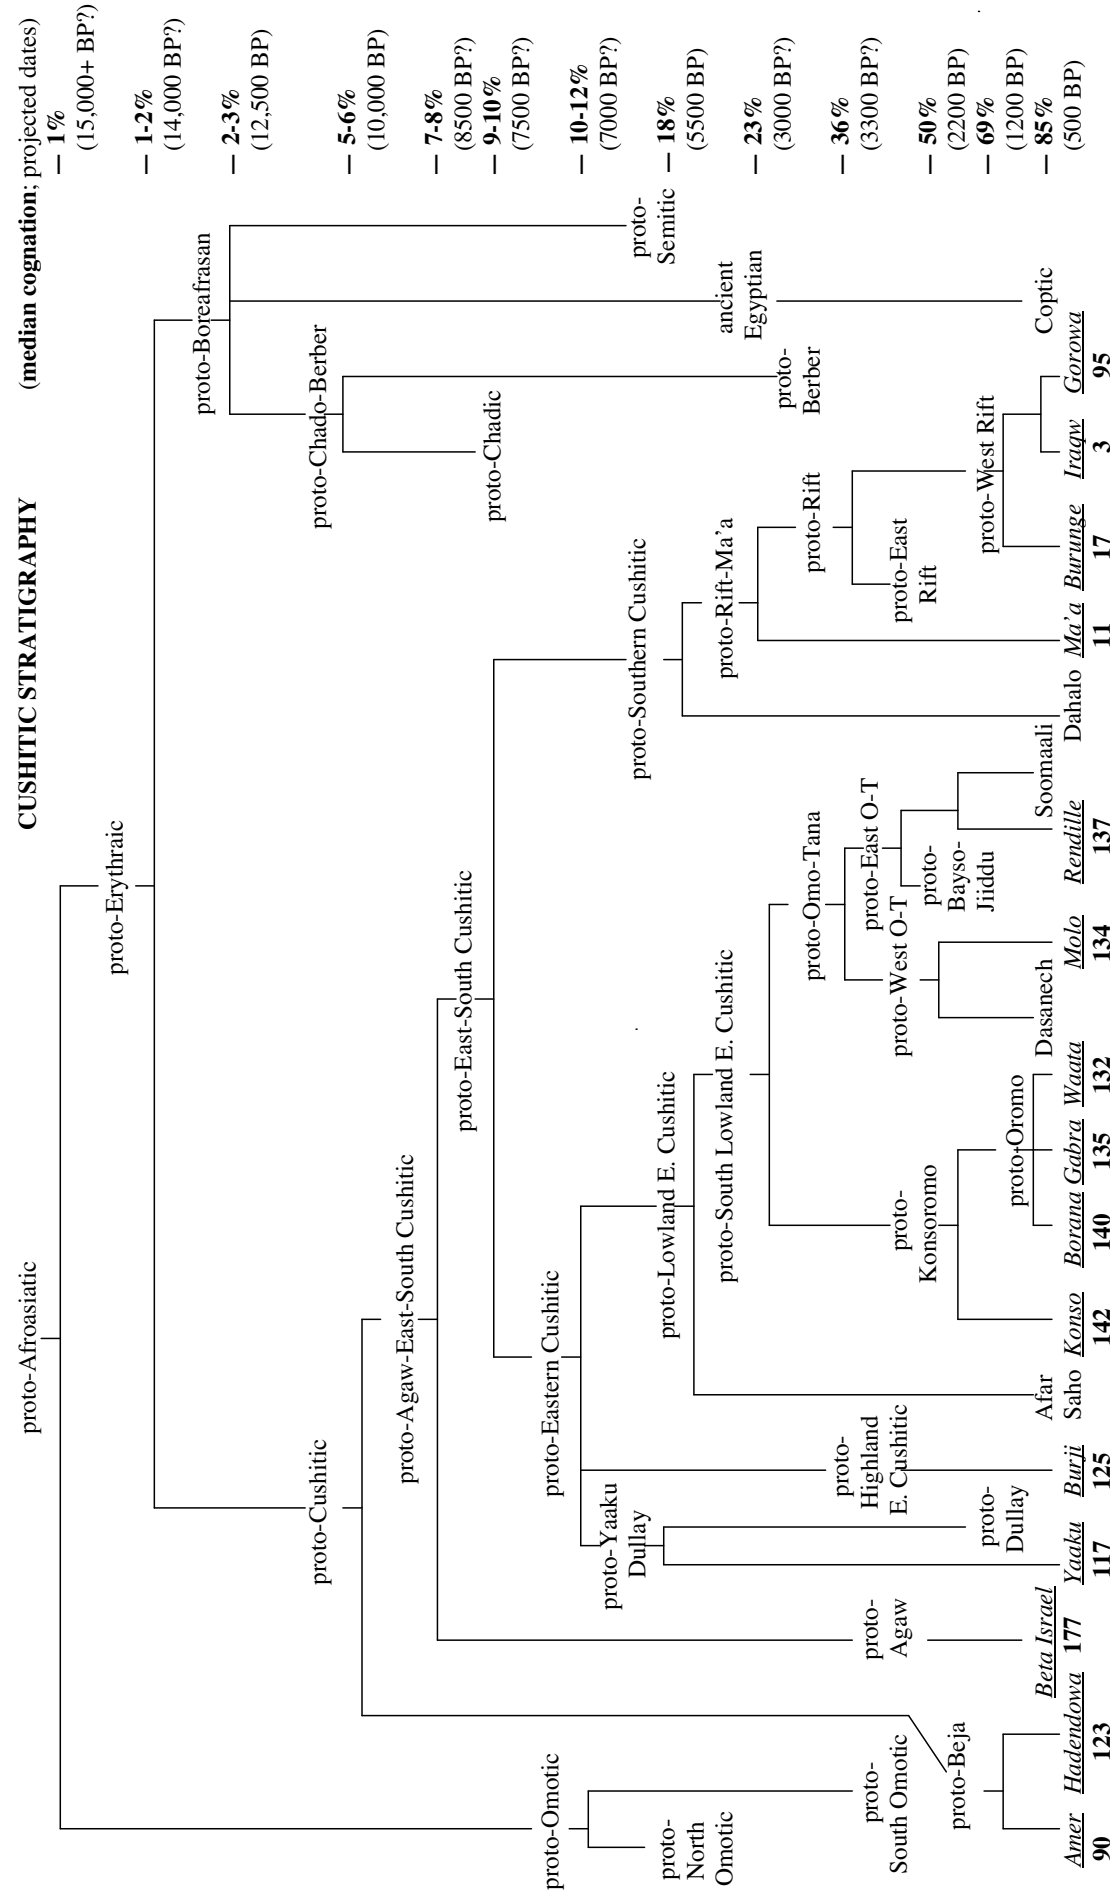 CUSHITIC STRATIGRAPHY
(median cognation; projected dates)
proto-Afroasiatic
– 1%
(15,000+ BP?)
proto-Erythraic
– 1-2%
(14,000 BP?)
proto-Boreafrasan
– 2-3%
(12,500 BP)
proto-Cushitic
proto-Chado-Berber
– 5-6%
(10,000 BP)
proto-Agaw-East-South Cushitic
– 7-8%
(8500 BP?)
proto-East-South Cushitic
proto-Chadic
– 9-10%
(7500 BP?)
proto-Omotic
proto-Eastern Cushitic
– 10-12%
(7000 BP?)
proto-Yaaku
Dullay
proto-Southern Cushitic
proto-
Semitic
proto-
North
Omotic
proto-Lowland E. Cushitic
– 18%
(5500 BP)
proto-South Lowland E. Cushitic
proto-Rift-Ma'a
ancient
Egyptian
– 23%
(3000 BP?)
proto-
Berber
proto-Omo-Tana
proto-Rift
– 36%
(3300 BP?)
proto-
South Omotic
proto-
Agaw
proto-
Highland
E. Cushitic
proto-
Konsoromo
proto-West O-T
proto-East O-T
proto-East
Rift
proto-
Bayso-
Jiiddu
– 50%
(2200 BP)
proto-Beja
proto-
Dullay
proto-Oromo
proto-West Rift
– 69%
(1200 BP)
– 85%
(500 BP)
Amer
90
Hadendowa
123
Beta Israel
177
Yaaku
117
Burji
125
Afar
Saho
Konso
142
Borana
140
Gabra
135
Waata
132
Dasanech
Molo
134
Rendille
137
Soomaali
Dahalo
Ma'a
11
Burunge
17
Iraqw
3
Gorowa
95
Coptic